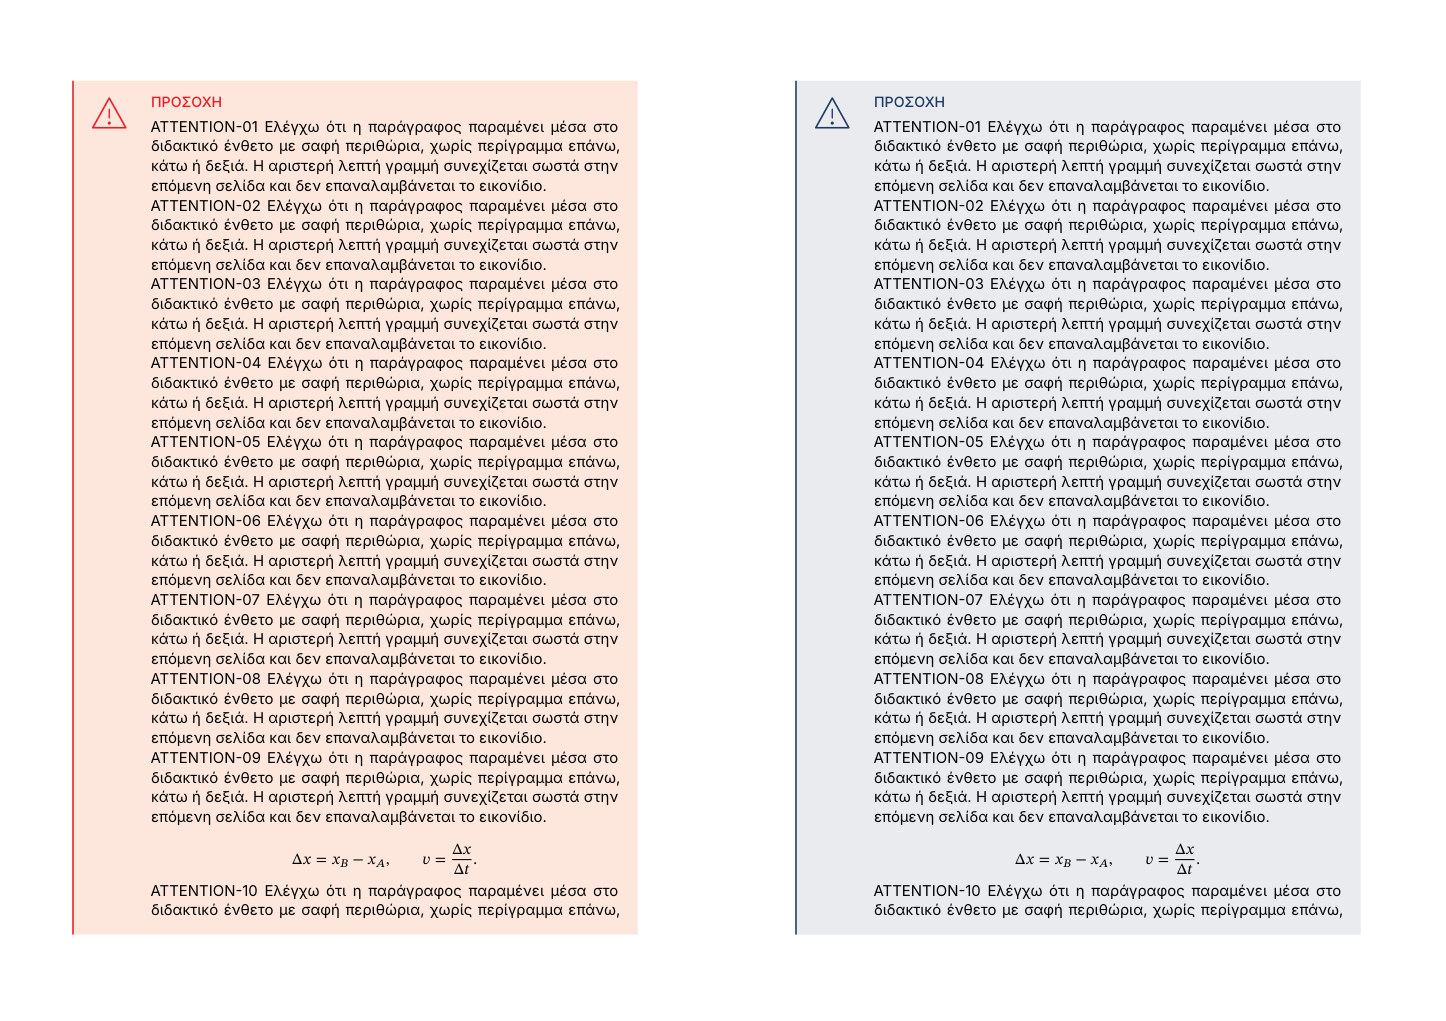 ΠΡΟΣΟΧΗ
ATTENTION-01 Ελέγχω ότι η παράγραφος παραμένει μέσα στο
διδακτικό ένθετο με σαφή περιθώρια, χωρίς περίγραμμα επάνω,
κάτω ή δεξιά. Η αριστερή λεπτή γραμμή συνεχίζεται σωστά στην
επόμενη σελίδα και δεν επαναλαμβάνεται το εικονίδιο.
ATTENTION-02 Ελέγχω ότι η παράγραφος παραμένει μέσα στο
διδακτικό ένθετο με σαφή περιθώρια, χωρίς περίγραμμα επάνω,
κάτω ή δεξιά. Η αριστερή λεπτή γραμμή συνεχίζεται σωστά στην
επόμενη σελίδα και δεν επαναλαμβάνεται το εικονίδιο.
ATTENTION-03 Ελέγχω ότι η παράγραφος παραμένει μέσα στο
διδακτικό ένθετο με σαφή περιθώρια, χωρίς περίγραμμα επάνω,
κάτω ή δεξιά. Η αριστερή λεπτή γραμμή συνεχίζεται σωστά στην
επόμενη σελίδα και δεν επαναλαμβάνεται το εικονίδιο.
ATTENTION-04 Ελέγχω ότι η παράγραφος παραμένει μέσα στο
διδακτικό ένθετο με σαφή περιθώρια, χωρίς περίγραμμα επάνω,
κάτω ή δεξιά. Η αριστερή λεπτή γραμμή συνεχίζεται σωστά στην
επόμενη σελίδα και δεν επαναλαμβάνεται το εικονίδιο.
ATTENTION-05 Ελέγχω ότι η παράγραφος παραμένει μέσα στο
διδακτικό ένθετο με σαφή περιθώρια, χωρίς περίγραμμα επάνω,
κάτω ή δεξιά. Η αριστερή λεπτή γραμμή συνεχίζεται σωστά στην
επόμενη σελίδα και δεν επαναλαμβάνεται το εικονίδιο.
ATTENTION-06 Ελέγχω ότι η παράγραφος παραμένει μέσα στο
διδακτικό ένθετο με σαφή περιθώρια, χωρίς περίγραμμα επάνω,
κάτω ή δεξιά. Η αριστερή λεπτή γραμμή συνεχίζεται σωστά στην
επόμενη σελίδα και δεν επαναλαμβάνεται το εικονίδιο.
ATTENTION-07 Ελέγχω ότι η παράγραφος παραμένει μέσα στο
διδακτικό ένθετο με σαφή περιθώρια, χωρίς περίγραμμα επάνω,
κάτω ή δεξιά. Η αριστερή λεπτή γραμμή συνεχίζεται σωστά στην
επόμενη σελίδα και δεν επαναλαμβάνεται το εικονίδιο.
ATTENTION-08 Ελέγχω ότι η παράγραφος παραμένει μέσα στο
διδακτικό ένθετο με σαφή περιθώρια, χωρίς περίγραμμα επάνω,
κάτω ή δεξιά. Η αριστερή λεπτή γραμμή συνεχίζεται σωστά στην
επόμενη σελίδα και δεν επαναλαμβάνεται το εικονίδιο.
ATTENTION-09 Ελέγχω ότι η παράγραφος παραμένει μέσα στο
διδακτικό ένθετο με σαφή περιθώρια, χωρίς περίγραμμα επάνω,
κάτω ή δεξιά. Η αριστερή λεπτή γραμμή συνεχίζεται σωστά στην
επόμενη σελίδα και δεν επαναλαμβάνεται το εικονίδιο.
Δx = x_B − x_A, v = Δx/Δt.
ATTENTION-10 Ελέγχω ότι η παράγραφος παραμένει μέσα στο
διδακτικό ένθετο με σαφή περιθώρια, χωρίς περίγραμμα επάνω,
ΠΡΟΣΟΧΗ
ATTENTION-01 Ελέγχω ότι η παράγραφος παραμένει μέσα στο
διδακτικό ένθετο με σαφή περιθώρια, χωρίς περίγραμμα επάνω,
κάτω ή δεξιά. Η αριστερή λεπτή γραμμή συνεχίζεται σωστά στην
επόμενη σελίδα και δεν επαναλαμβάνεται το εικονίδιο.
ATTENTION-02 Ελέγχω ότι η παράγραφος παραμένει μέσα στο
διδακτικό ένθετο με σαφή περιθώρια, χωρίς περίγραμμα επάνω,
κάτω ή δεξιά. Η αριστερή λεπτή γραμμή συνεχίζεται σωστά στην
επόμενη σελίδα και δεν επαναλαμβάνεται το εικονίδιο.
ATTENTION-03 Ελέγχω ότι η παράγραφος παραμένει μέσα στο
διδακτικό ένθετο με σαφή περιθώρια, χωρίς περίγραμμα επάνω,
κάτω ή δεξιά. Η αριστερή λεπτή γραμμή συνεχίζεται σωστά στην
επόμενη σελίδα και δεν επαναλαμβάνεται το εικονίδιο.
ATTENTION-04 Ελέγχω ότι η παράγραφος παραμένει μέσα στο
διδακτικό ένθετο με σαφή περιθώρια, χωρίς περίγραμμα επάνω,
κάτω ή δεξιά. Η αριστερή λεπτή γραμμή συνεχίζεται σωστά στην
επόμενη σελίδα και δεν επαναλαμβάνεται το εικονίδιο.
ATTENTION-05 Ελέγχω ότι η παράγραφος παραμένει μέσα στο
διδακτικό ένθετο με σαφή περιθώρια, χωρίς περίγραμμα επάνω,
κάτω ή δεξιά. Η αριστερή λεπτή γραμμή συνεχίζεται σωστά στην
επόμενη σελίδα και δεν επαναλαμβάνεται το εικονίδιο.
ATTENTION-06 Ελέγχω ότι η παράγραφος παραμένει μέσα στο
διδακτικό ένθετο με σαφή περιθώρια, χωρίς περίγραμμα επάνω,
κάτω ή δεξιά. Η αριστερή λεπτή γραμμή συνεχίζεται σωστά στην
επόμενη σελίδα και δεν επαναλαμβάνεται το εικονίδιο.
ATTENTION-07 Ελέγχω ότι η παράγραφος παραμένει μέσα στο
διδακτικό ένθετο με σαφή περιθώρια, χωρίς περίγραμμα επάνω,
κάτω ή δεξιά. Η αριστερή λεπτή γραμμή συνεχίζεται σωστά στην
επόμενη σελίδα και δεν επαναλαμβάνεται το εικονίδιο.
ATTENTION-08 Ελέγχω ότι η παράγραφος παραμένει μέσα στο
διδακτικό ένθετο με σαφή περιθώρια, χωρίς περίγραμμα επάνω,
κάτω ή δεξιά. Η αριστερή λεπτή γραμμή συνεχίζεται σωστά στην
επόμενη σελίδα και δεν επαναλαμβάνεται το εικονίδιο.
ATTENTION-09 Ελέγχω ότι η παράγραφος παραμένει μέσα στο
διδακτικό ένθετο με σαφή περιθώρια, χωρίς περίγραμμα επάνω,
κάτω ή δεξιά. Η αριστερή λεπτή γραμμή συνεχίζεται σωστά στην
επόμενη σελίδα και δεν επαναλαμβάνεται το εικονίδιο.
Δx = x_B − x_A, v = Δx/Δt.
ATTENTION-10 Ελέγχω ότι η παράγραφος παραμένει μέσα στο
διδακτικό ένθετο με σαφή περιθώρια, χωρίς περίγραμμα επάνω,